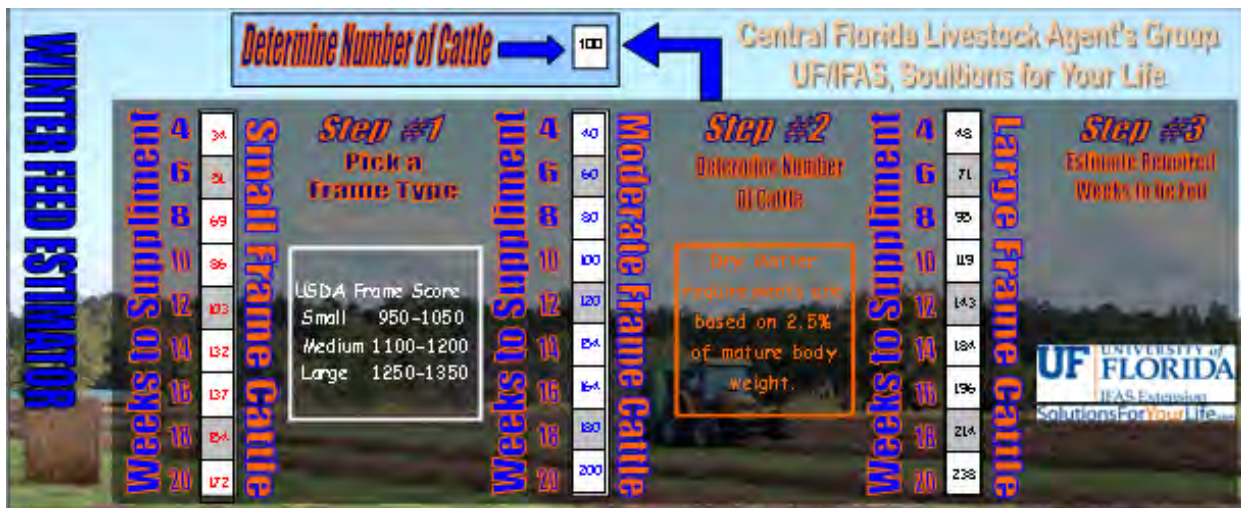 WINTER FEED ESTIMATOR
Determine Number of Cattle
100
Central Florida Livestock Agent's Group
UF/IFAS, Soultions for Your Life
Weeks to Suppliment
4 34
6 51
8 69
10 86
12 103
14 132
16 137
18 154
20 172
Small Frame Cattle
Step #1
Pick a
Frame Type
USDA Frame Score
Small 950-1050
Medium 1100-1200
Large 1250-1350
Weeks to Suppliment
4 40
6 60
8 80
10 100
12 120
14 154
16 164
18 180
20 200
Moderate Frame Cattle
Step #2
Determine Number
Of Cattle
Dry Matter
requirements are
based on 2.5%
of mature body
weight.
Weeks to Suppliment
4 48
6 71
8 95
10 119
12 143
14 184
16 196
18 214
20 238
Large Frame Cattle
Step #3
Estimate Required
Weeks to be Fed
UF UNIVERSITY of
FLORIDA
IFAS Extension
SolutionsForYourLife